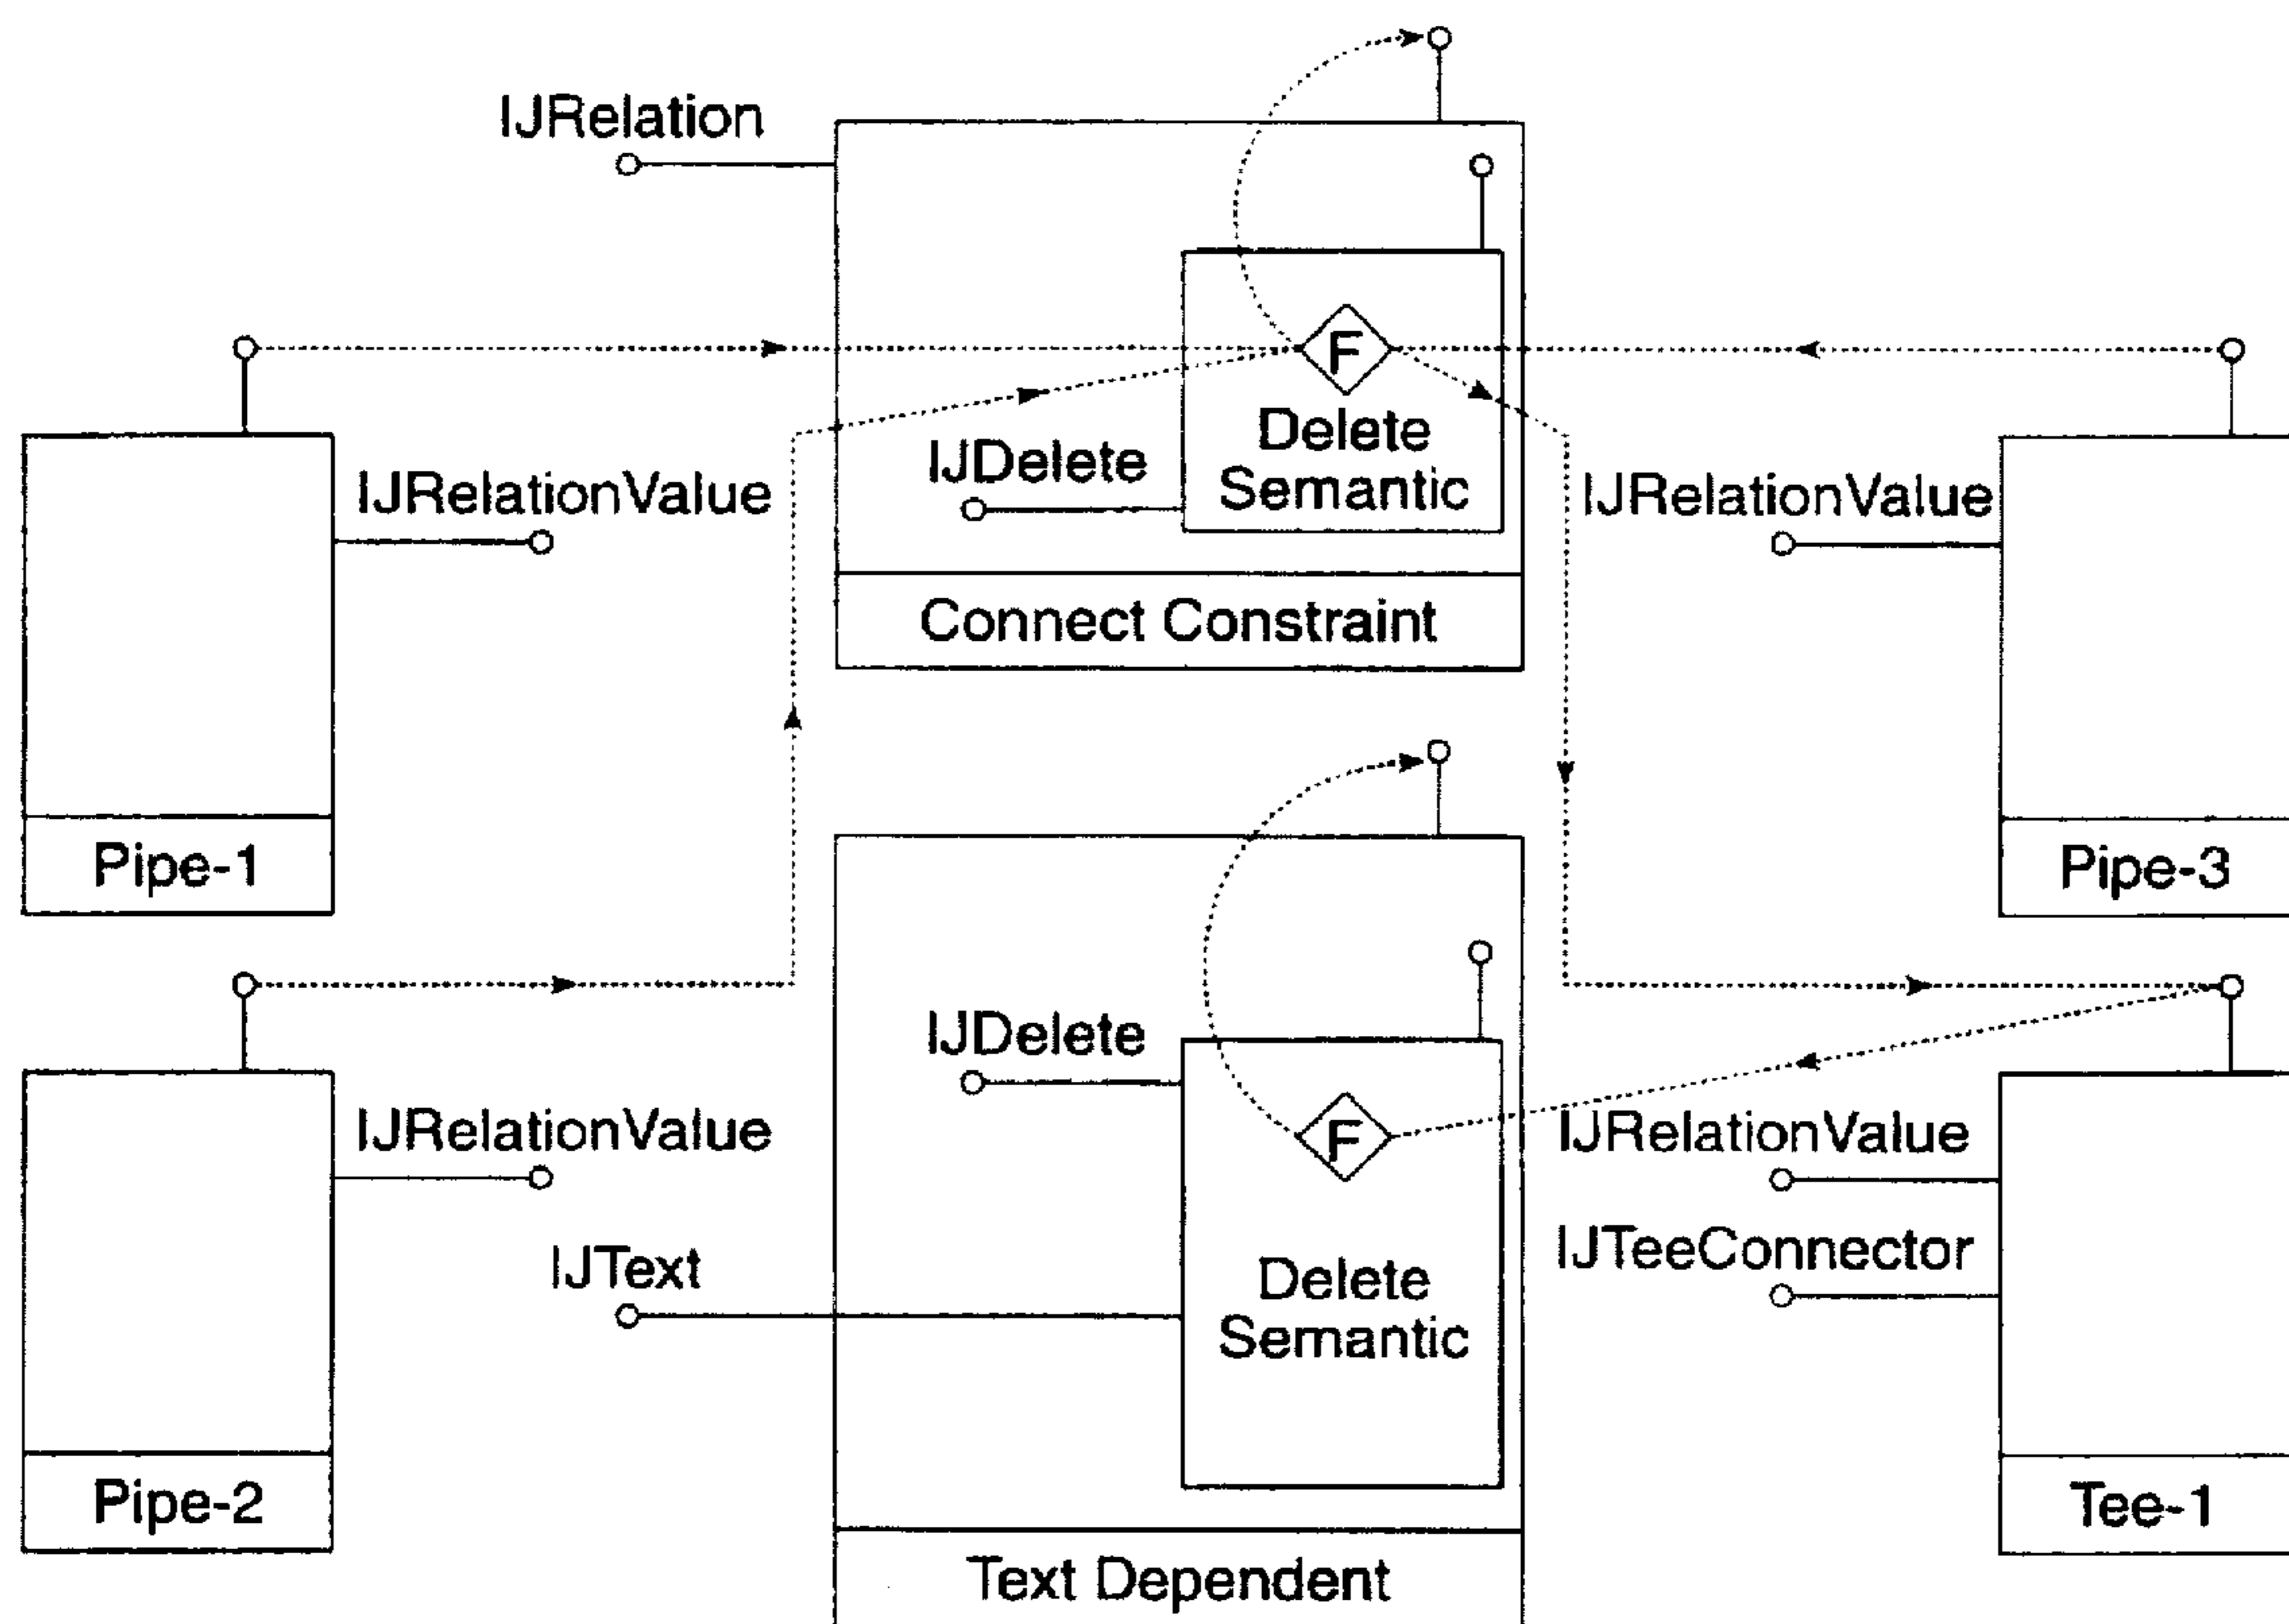 IJRelation
F
Delete
Semantic
IJDelete
IJRelationValue
IJRelationValue
Connect Constraint
Pipe-1
Pipe-3
IJDelete
F
IJRelationValue
IJRelationValue
IJText
Delete
Semantic
IJTeeConnector
Pipe-2
Tee-1
Text Dependent